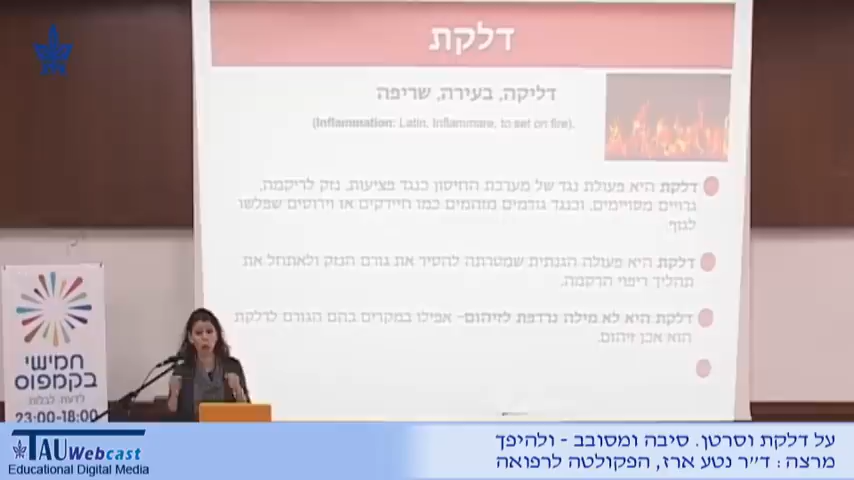 דלקת
דליקה, בעירה, שריפה
(Inflammation: Latin, Inflammare, to set on fire).
דלקת היא פעולת נגד של מערכת החיסון כנגד פציעות, נזק לריקמה,
גרויים מסויימים, וכנגד גורמים מזהמים כמו חיידקים או וירוסים שפלשו
לגוף.
דלקת היא פעולה הגנתית שמטרתה להסיר את גורם הנזק ולאתחל את
תהליך ריפוי הרקמה.
דלקת היא לא מילה נרדפת לזיהום- אפילו במקרים בהם הגורם לדלקת
הוא אכן זיהום.
חמישי
בקמפוס
לדעת לבלות
23:00-18:00
TAU Webcast
Educational Digital Media
על דלקת וסרטן. סיבה ומסובב - ולהיפך
מרצה: ד״ר נטע ארז, הפקולטה לרפואה